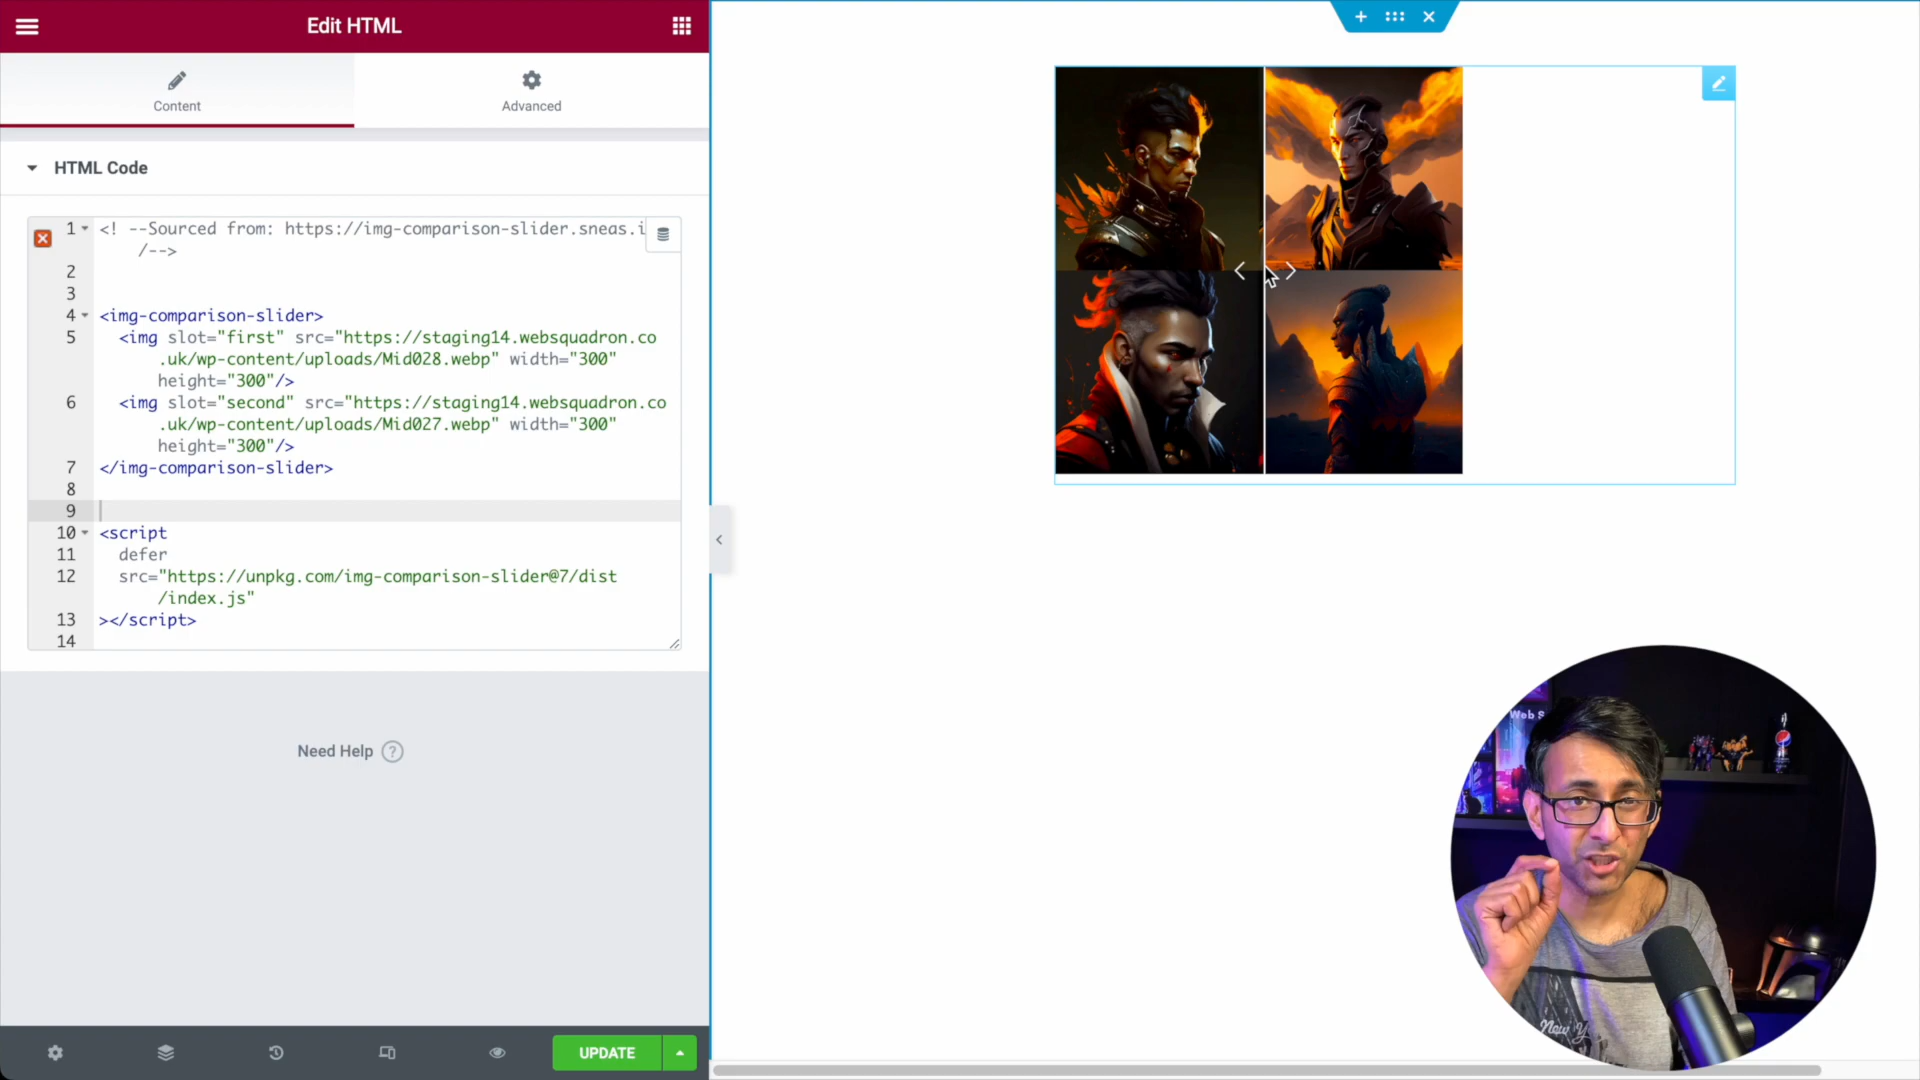 Edit HTML
Content
Advanced
HTML Code
1 <! --Sourced from: https://img-comparison-slider.sneas.i
/-->
2
3
4 <img-comparison-slider>
5 <img slot="first" src="https://staging14.websquadron.co
.uk/wp-content/uploads/Mid028.webp" width="300"
height="300"/>
6 <img slot="second" src="https://staging14.websquadron.co
.uk/wp-content/uploads/Mid027.webp" width="300"
height="300"/>
7 </img-comparison-slider>
8
9
10 <script
11 defer
12 src="https://unpkg.com/img-comparison-slider@7/dist
/index.js"
13 ></script>
14
Need Help ?
UPDATE
Web S
pepsi
New Yo